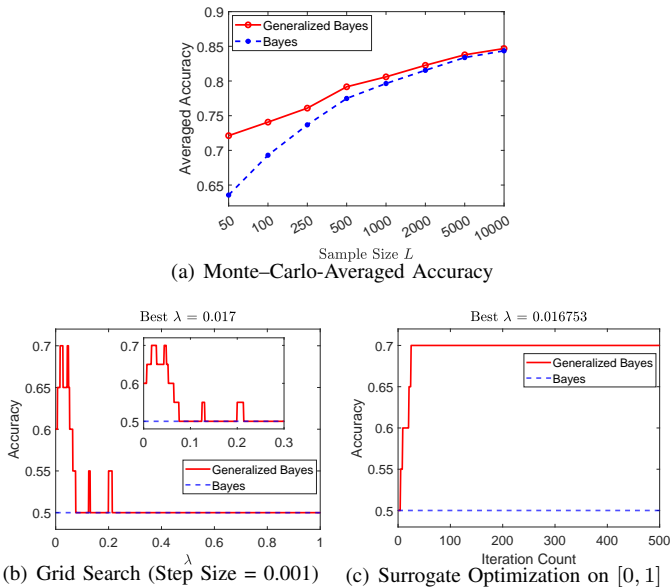 0.9
Generalized Bayes
Bayes
0.85
0.8
0.75
0.7
0.65
Averaged Accuracy
50 100 250 500 1000 2000 5000 10000
Sample Size L
(a) Monte–Carlo-Averaged Accuracy
Best λ = 0.017
0.7
0.65
0.6
0.55
0.5
Accuracy
0.7
0.6
0.5
0 0.1 0.2 0.3
Generalized Bayes
Bayes
0 0.2 0.4 0.6 0.8 1
λ
(b) Grid Search (Step Size = 0.001)
Best λ = 0.016753
0.7
0.65
0.6
0.55
0.5
Accuracy
Generalized Bayes
Bayes
0 100 200 300 400 500
Iteration Count
(c) Surrogate Optimization on [0, 1]